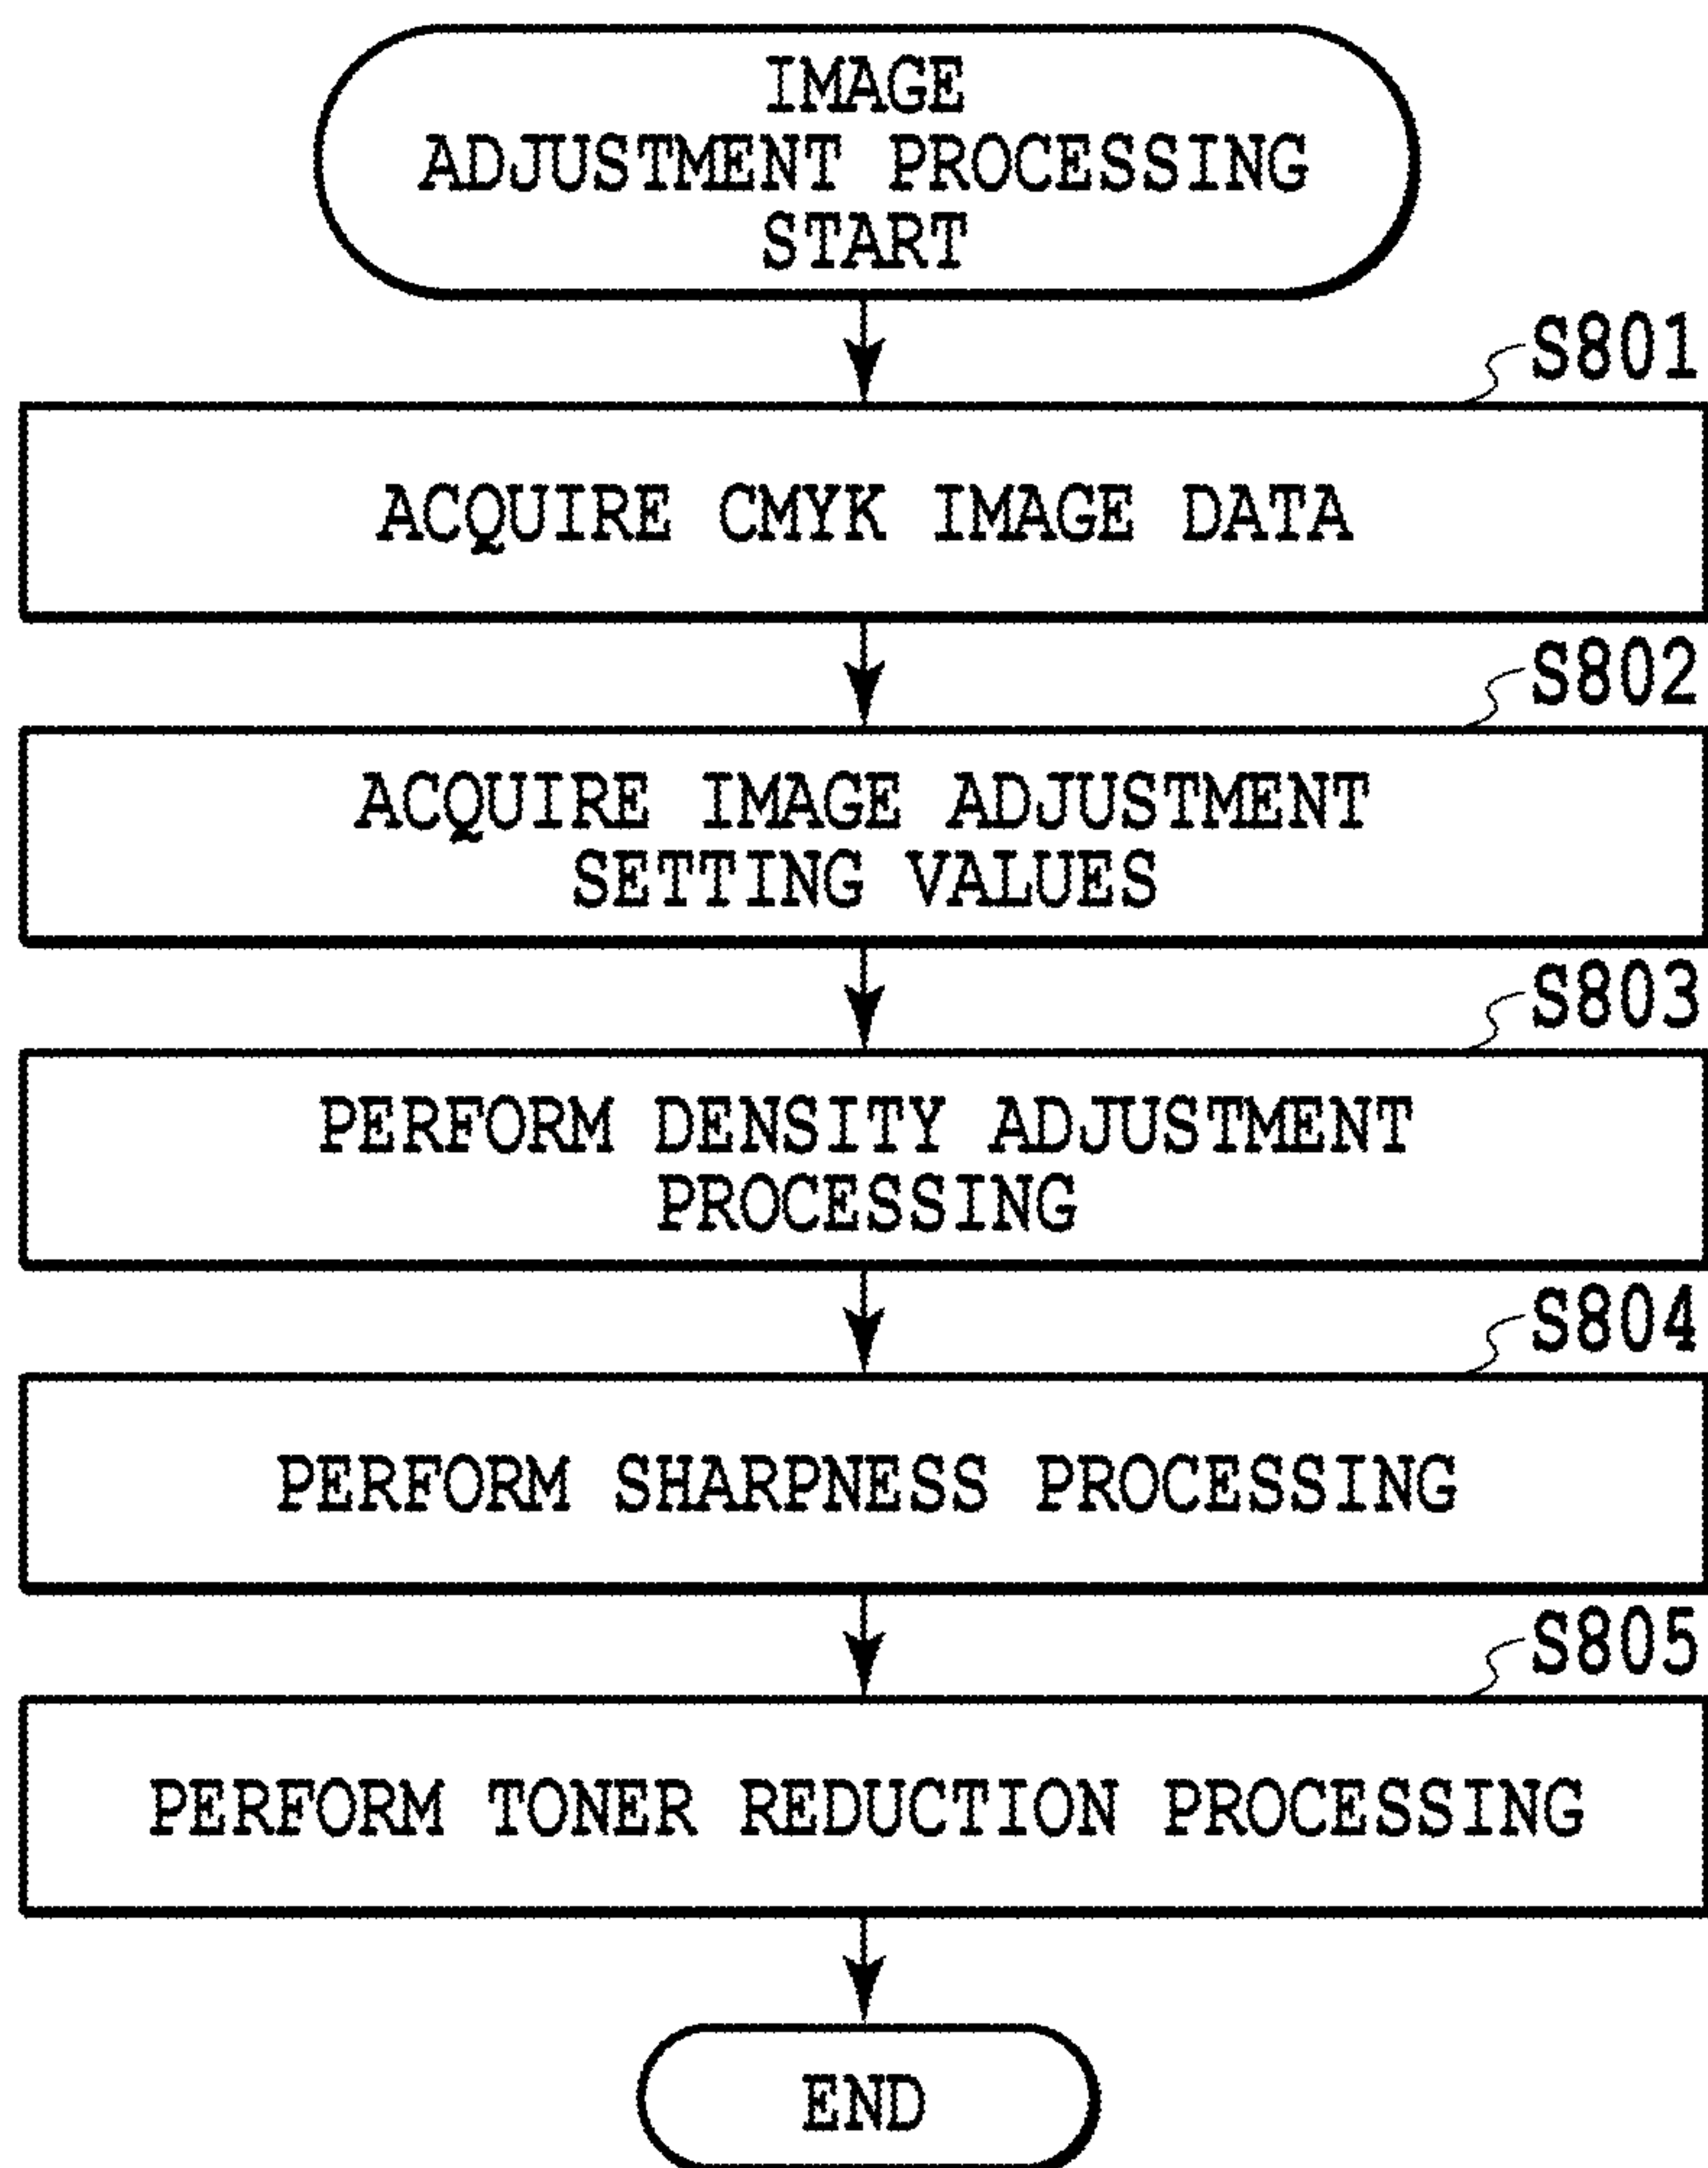 IMAGE
ADJUSTMENT PROCESSING
START
S801
ACQUIRE CMYK IMAGE DATA
S802
ACQUIRE IMAGE ADJUSTMENT
SETTING VALUES
S803
PERFORM DENSITY ADJUSTMENT
PROCESSING
S804
PERFORM SHARPNESS PROCESSING
S805
PERFORM TONER REDUCTION PROCESSING
END